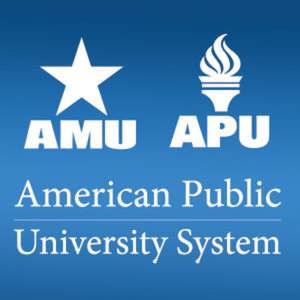 AMU APU
American Public
University System